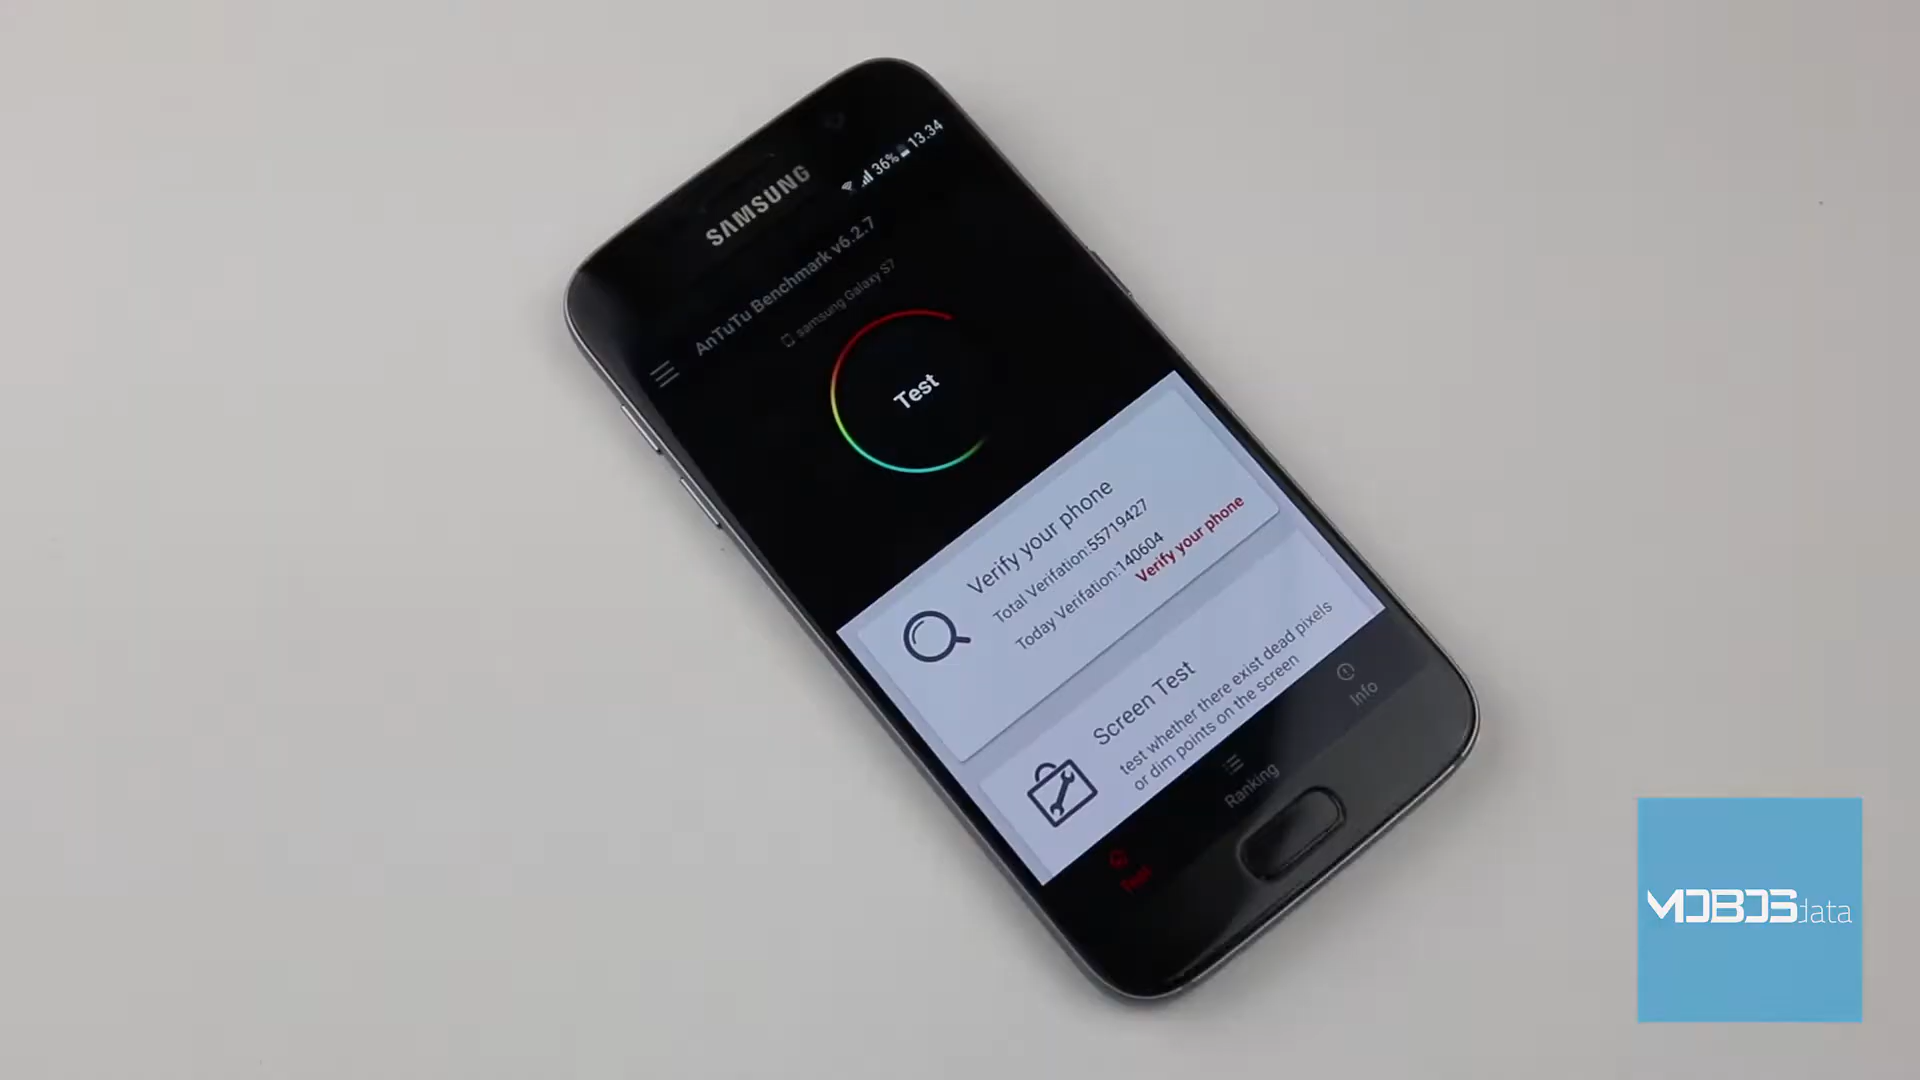 SAMSUNG
36% 13.34
AnTuTu Benchmark v6.2.7
samsung Galaxy S7
Test
Verify your phone
Total Verifation:55719427
Today Verifation:140604
Verify your phone
Screen Test
test whether there exist dead pixels
or dim points on the screen
Test
Ranking
Info
MOBOSdata